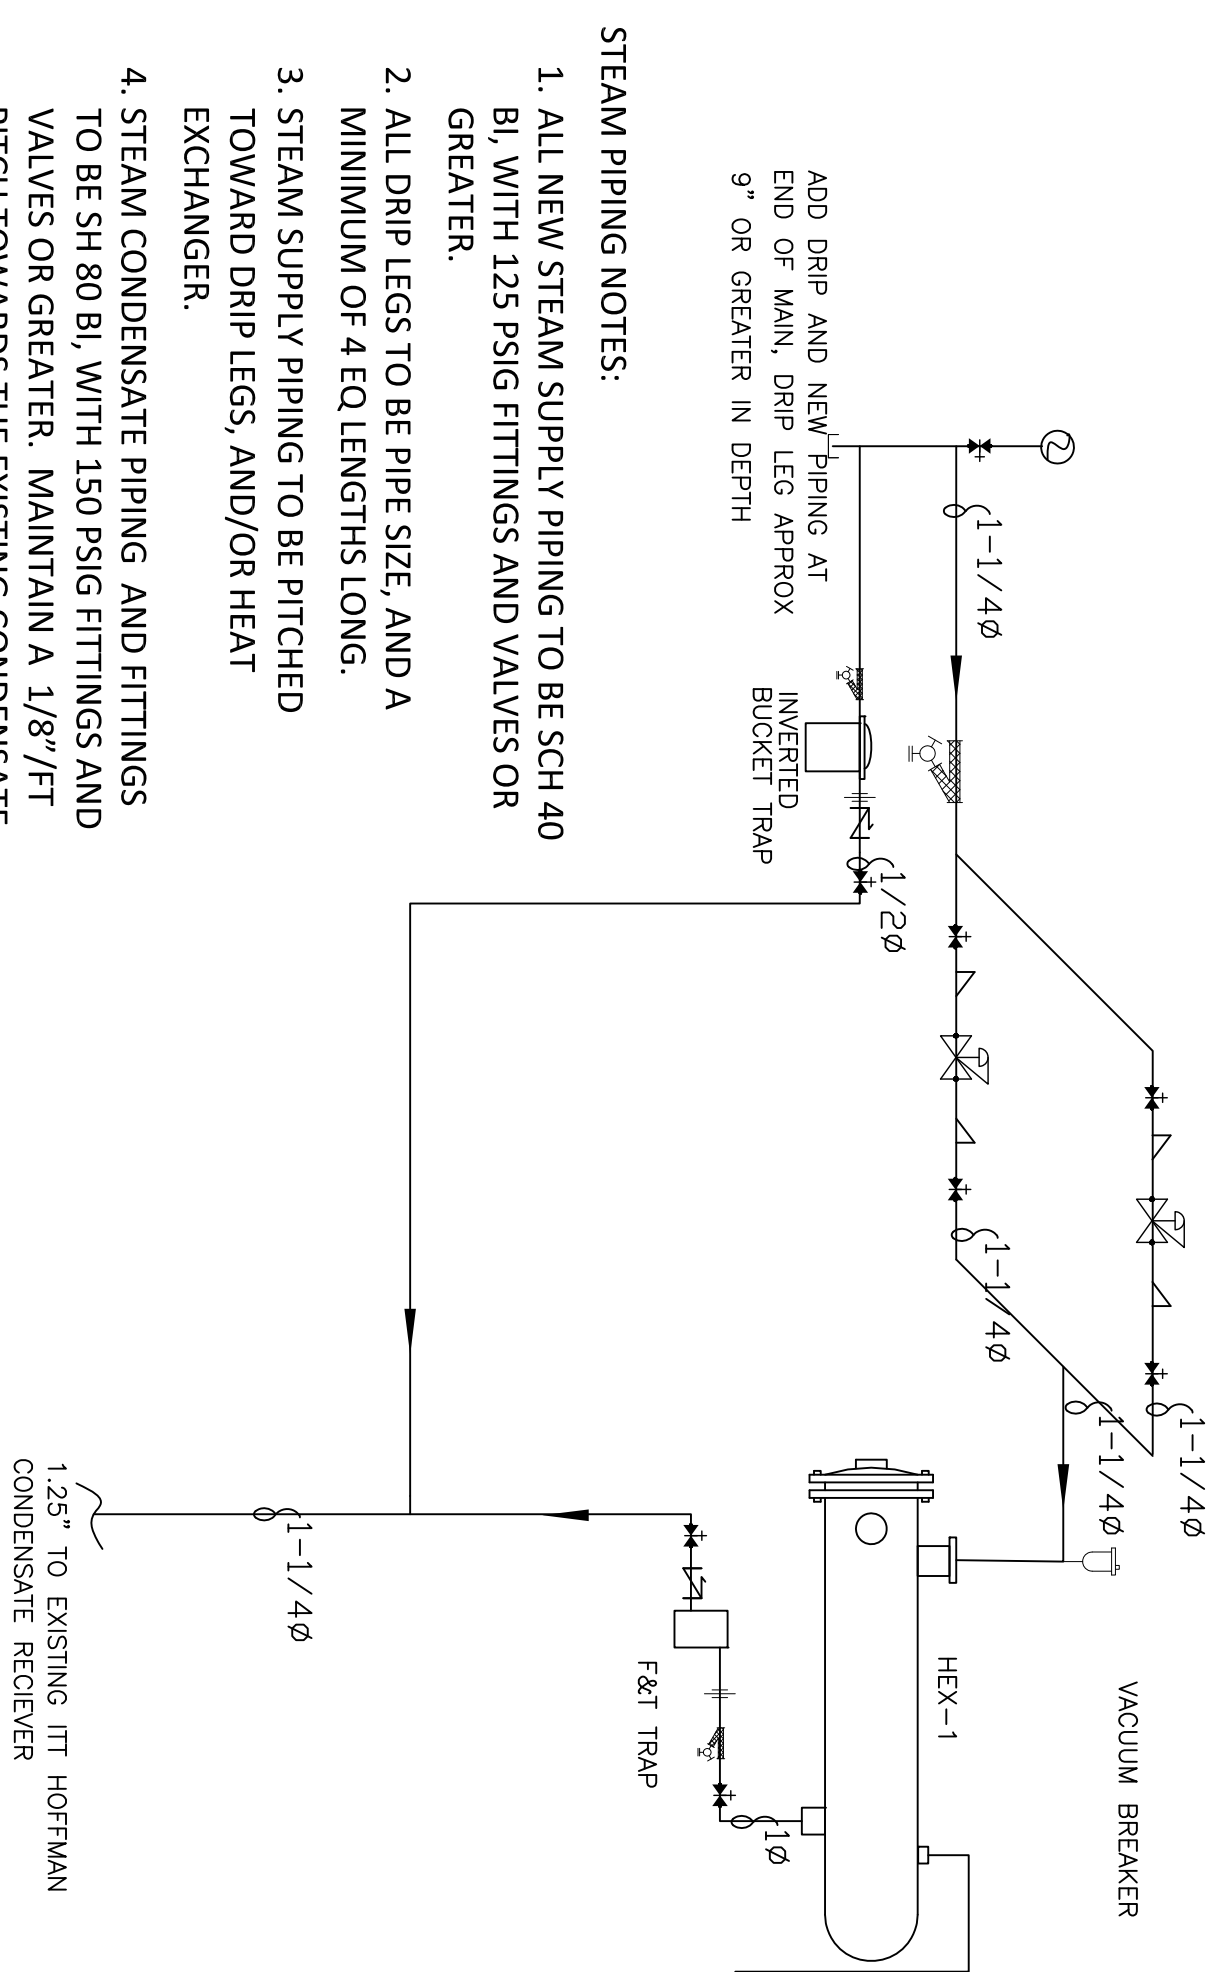 STEAM PIPING NOTES:
1. ALL NEW STEAM SUPPLY PIPING TO BE SCH 40
BI, WITH 125 PSIG FITTINGS AND VALVES OR
GREATER.
2. ALL DRIP LEGS TO BE PIPE SIZE, AND A
MINIMUM OF 4 EQ LENGTHS LONG.
3. STEAM SUPPLY PIPING TO BE PITCHED
TOWARD DRIP LEGS, AND/OR HEAT
EXCHANGER.
4. STEAM CONDENSATE PIPING AND FITTINGS
TO BE SH 80 BI, WITH 150 PSIG FITTINGS AND
VALVES OR GREATER. MAINTAIN A 1/8”/FT
PITCH TOWARDS THE EXISTING CONDENSATE
ADD DRIP AND NEW PIPING AT
END OF MAIN, DRIP LEG APPROX
9” OR GREATER IN DEPTH
1-1/4Ø
INVERTED
BUCKET TRAP
1/2Ø
1-1/4Ø
1-1/4Ø
1-1/4Ø
VACUUM BREAKER
HEX-1
F&T TRAP
1Ø
1-1/4Ø
1.25” TO EXISTING ITT HOFFMAN
CONDENSATE RECIEVER